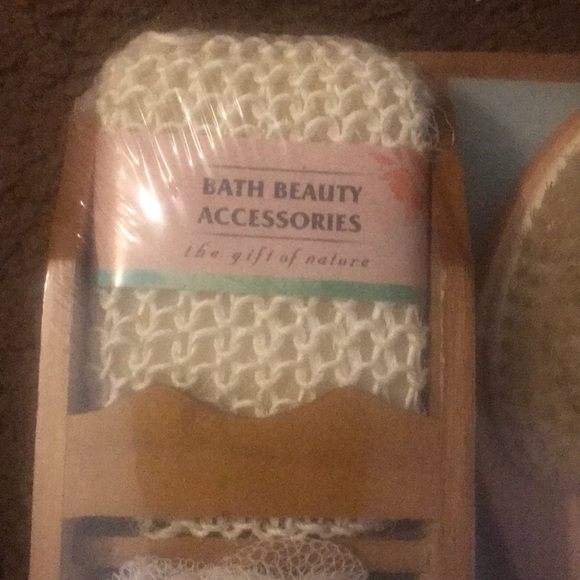 BATH BEAUTY
ACCESSORIES
the gift of nature